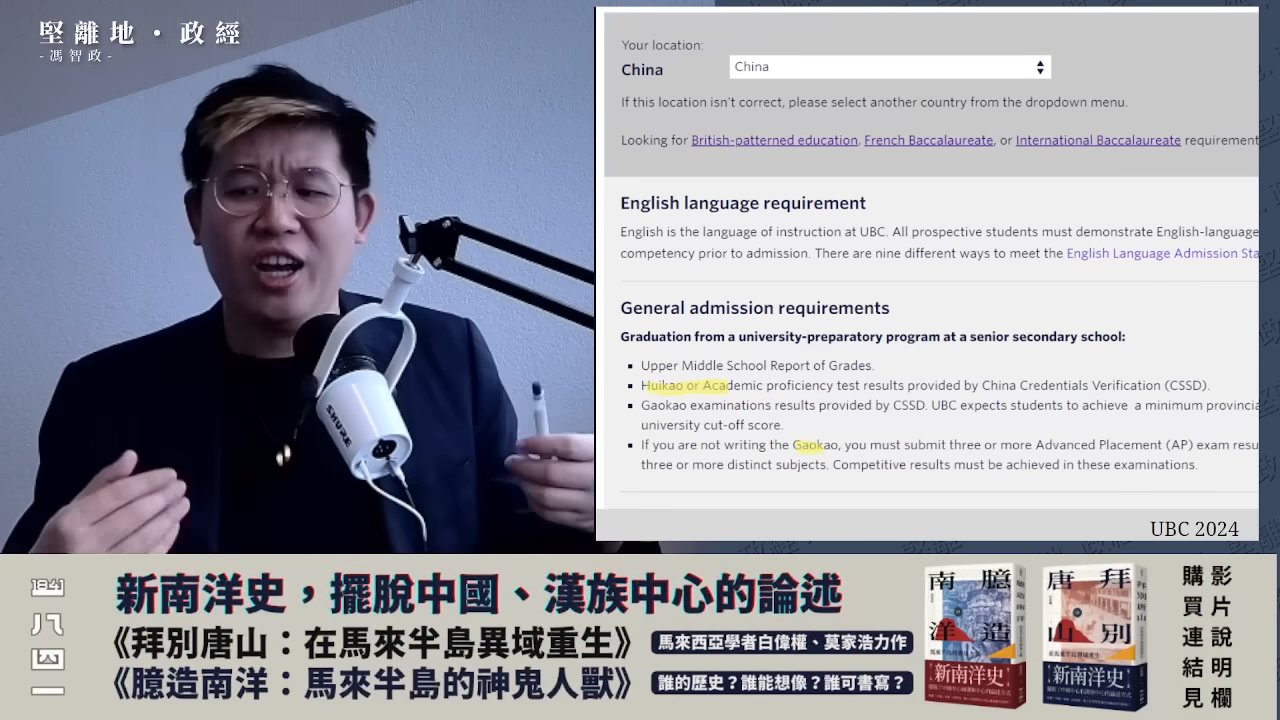 堅離地・政經
-馮智政-
Your location:
China
China
If this location isn't correct, please select another country from the dropdown menu.
Looking for British-patterned education, French Baccalaureate, or International Baccalaureate requirement
English language requirement
English is the language of instruction at UBC. All prospective students must demonstrate English-language
competency prior to admission. There are nine different ways to meet the English Language Admission Sta
General admission requirements
Graduation from a university-preparatory program at a senior secondary school:
Upper Middle School Report of Grades.
Huikao or Academic proficiency test results provided by China Credentials Verification (CSSD).
Gaokao examinations results provided by CSSD. UBC expects students to achieve a minimum provincia
university cut-off score.
If you are not writing the Gaokao, you must submit three or more Advanced Placement (AP) exam resu
three or more distinct subjects. Competitive results must be achieved in these examinations.
UBC 2024
SHURE
1841
八
四
一
新南洋史，擺脫中國、漢族中心的論述
《拜別唐山：在馬來半島異域重生》
馬來西亞學者白偉權、莫家浩力作
《臆造南洋：馬來半島的神鬼人獸》
誰的歷史？誰能想像？誰可書寫？
臆造南洋
新南洋史
拜別唐山
新南洋史
影片說明欄
購買連結見